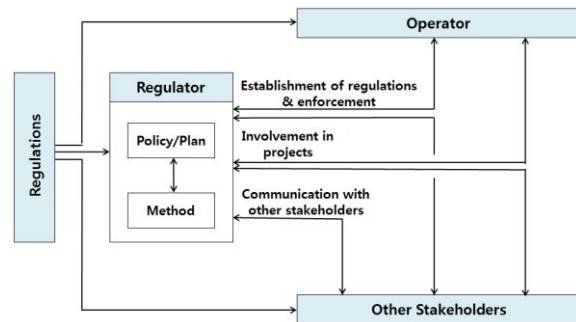 Operator
Regulations
Regulator
Policy/Plan
Method
Establishment of regulations
& enforcement
Involvement in
projects
Communication with
other stakeholders
Other Stakeholders